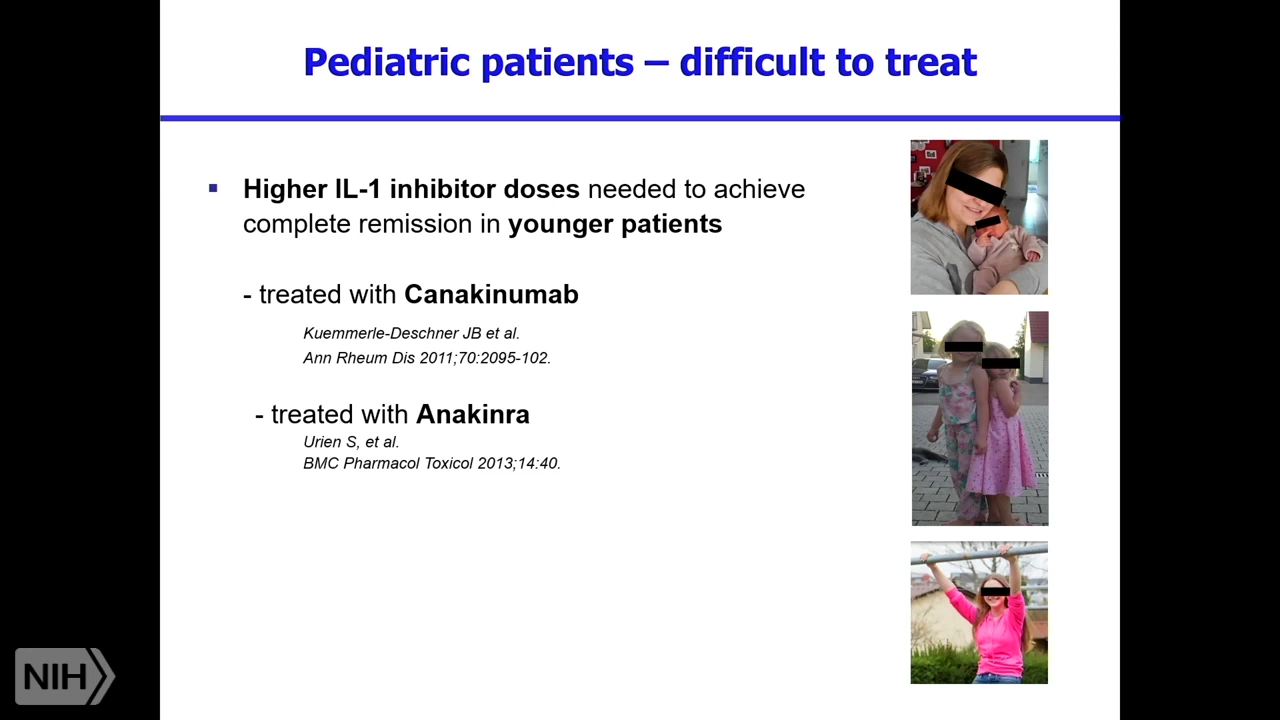 Pediatric patients – difficult to treat
▪ Higher IL-1 inhibitor doses needed to achieve
complete remission in younger patients
- treated with Canakinumab
Kuemmerle-Deschner JB et al.
Ann Rheum Dis 2011;70:2095-102.
- treated with Anakinra
Urien S, et al.
BMC Pharmacol Toxicol 2013;14:40.
NIH